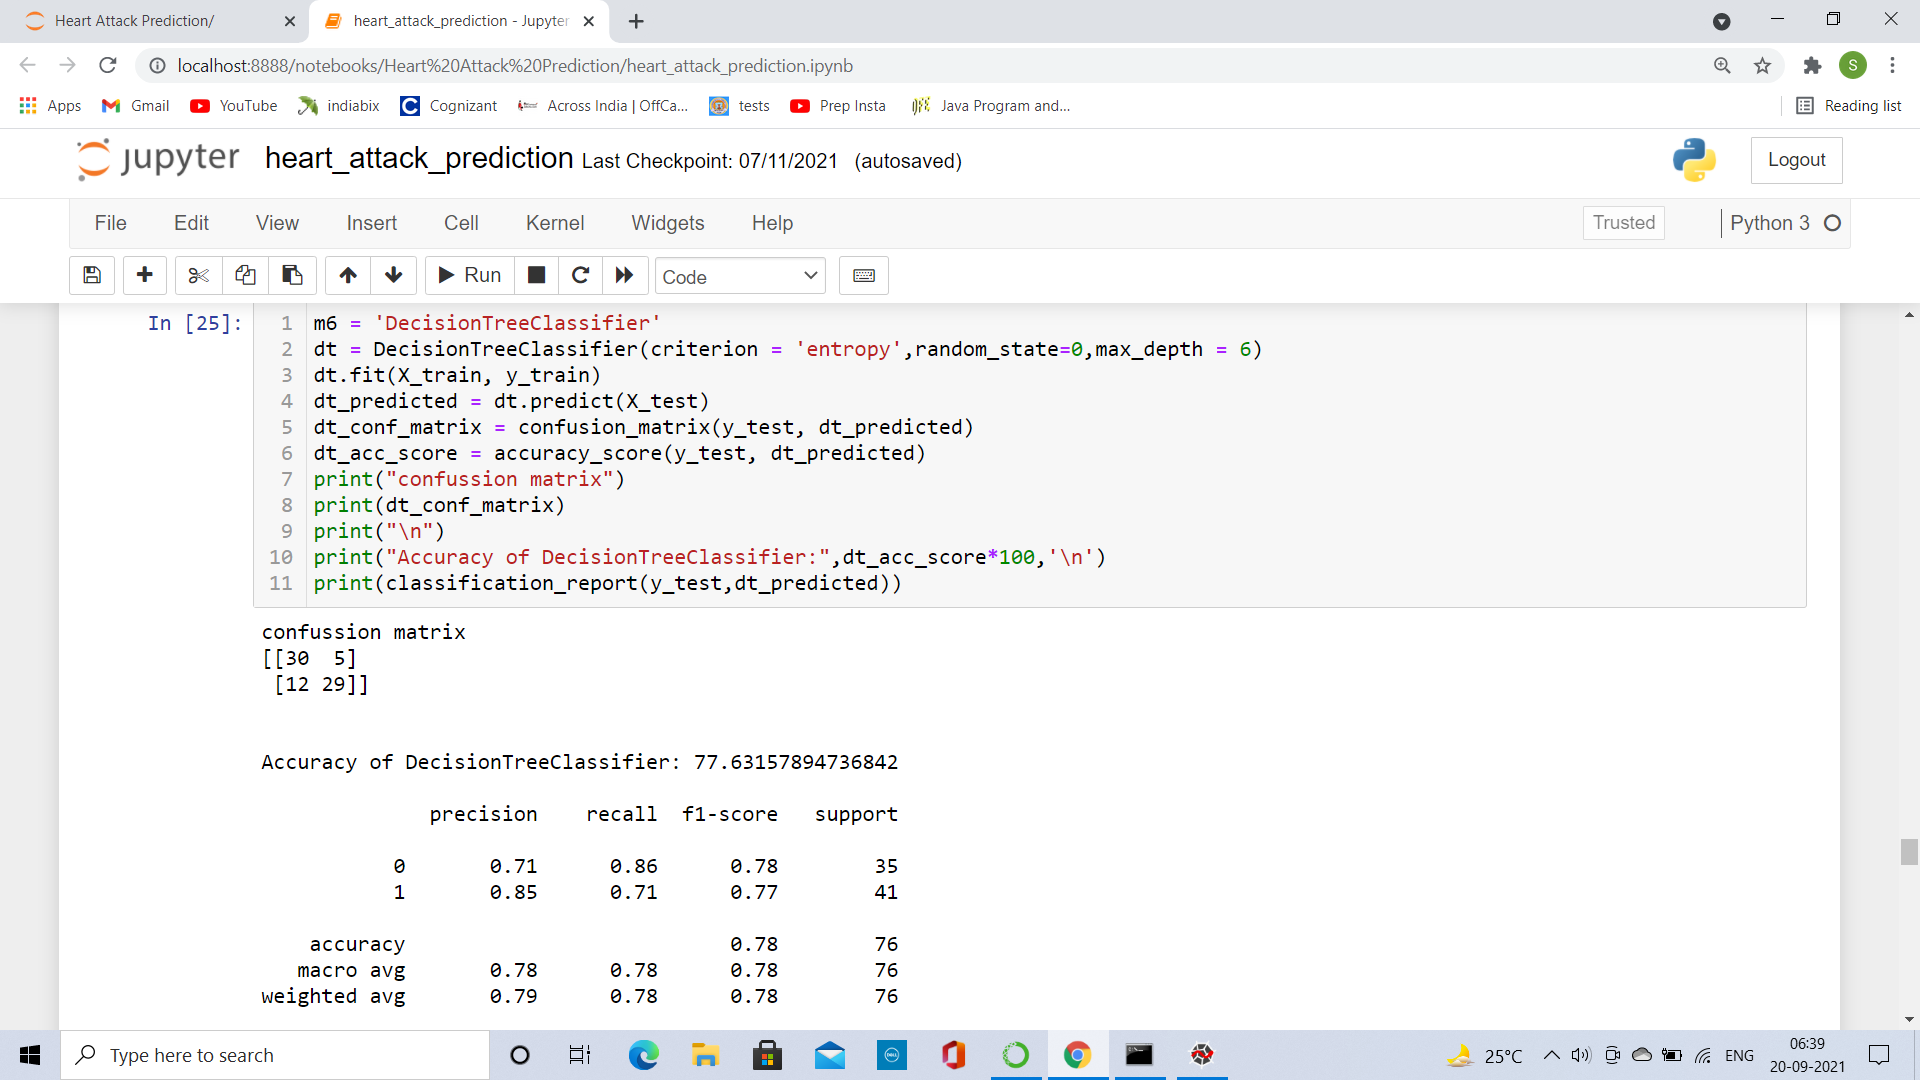 Heart Attack Prediction/
heart_attack_prediction - Jupyter
localhost:8888/notebooks/Heart%20Attack%20Prediction/heart_attack_prediction.ipynb
S
Apps Gmail YouTube indiabix Cognizant Across India | OffCa... tests Prep Insta Java Program and... Reading list
jupyter heart_attack_prediction Last Checkpoint: 07/11/2021 (autosaved) Logout
File Edit View Insert Cell Kernel Widgets Help Trusted Python 3
Run Code
In [25]:
1 m6 = 'DecisionTreeClassifier'
2 dt = DecisionTreeClassifier(criterion = 'entropy',random_state=0,max_depth = 6)
3 dt.fit(X_train, y_train)
4 dt_predicted = dt.predict(X_test)
5 dt_conf_matrix = confusion_matrix(y_test, dt_predicted)
6 dt_acc_score = accuracy_score(y_test, dt_predicted)
7 print("confussion matrix")
8 print(dt_conf_matrix)
9 print("\n")
10 print("Accuracy of DecisionTreeClassifier:",dt_acc_score*100,'\n')
11 print(classification_report(y_test,dt_predicted))
confussion matrix
[[30  5]
 [12 29]]
Accuracy of DecisionTreeClassifier: 77.63157894736842
precision recall f1-score support
0 0.71 0.86 0.78 35
1 0.85 0.71 0.77 41
accuracy 0.78 76
macro avg 0.78 0.78 0.78 76
weighted avg 0.79 0.78 0.78 76
Type here to search
DELL
25°C ENG
06:39
20-09-2021